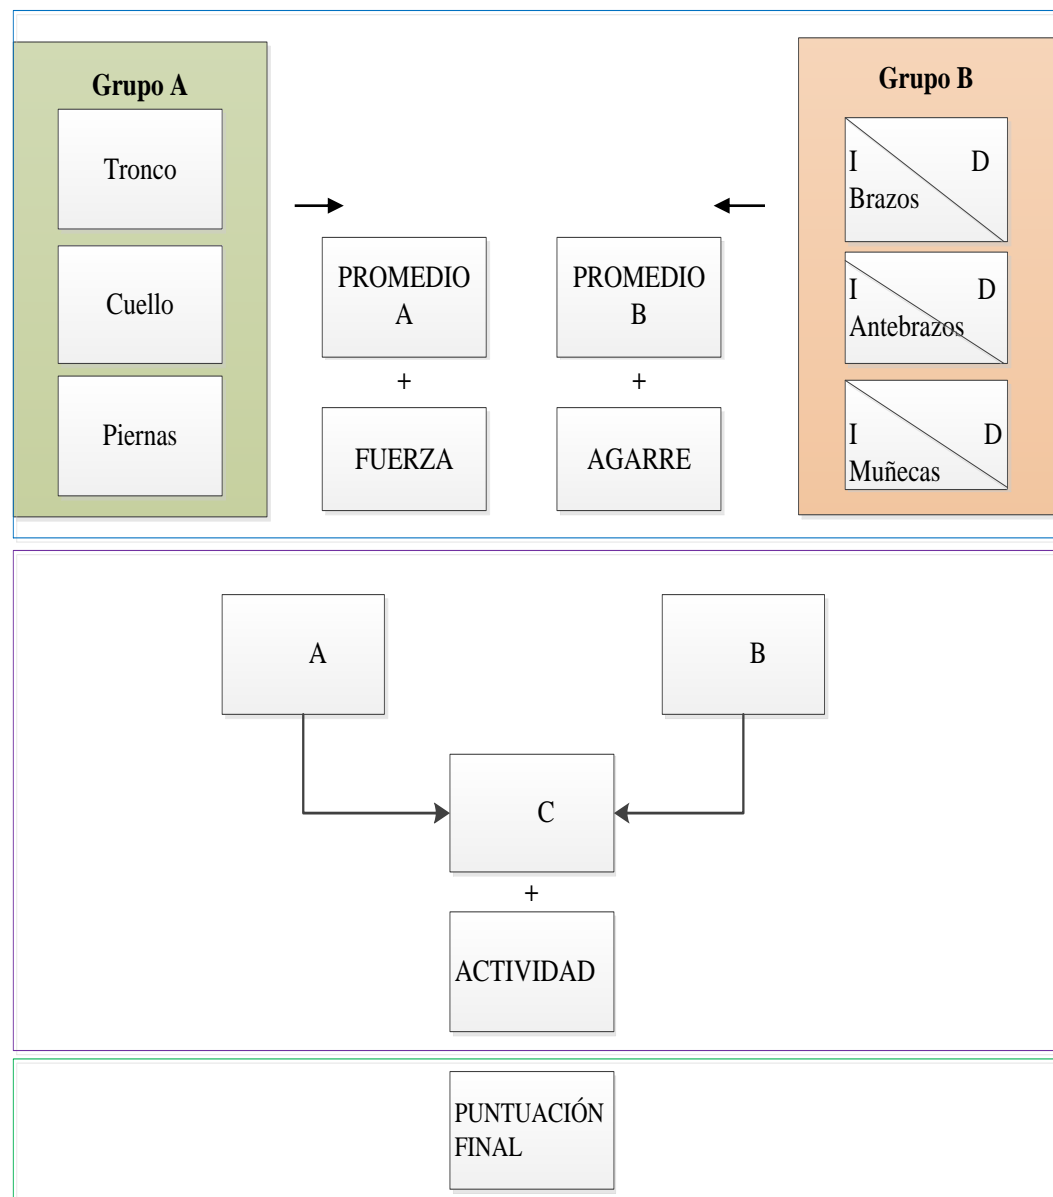 Grupo A
Tronco
Cuello
Piernas
PROMEDIO
A
+
FUERZA
PROMEDIO
B
+
AGARRE
Grupo B
I D
Brazos
I D
Antebrazos
I D
Muñecas
A
B
C
+
ACTIVIDAD
PUNTUACIÓN
FINAL